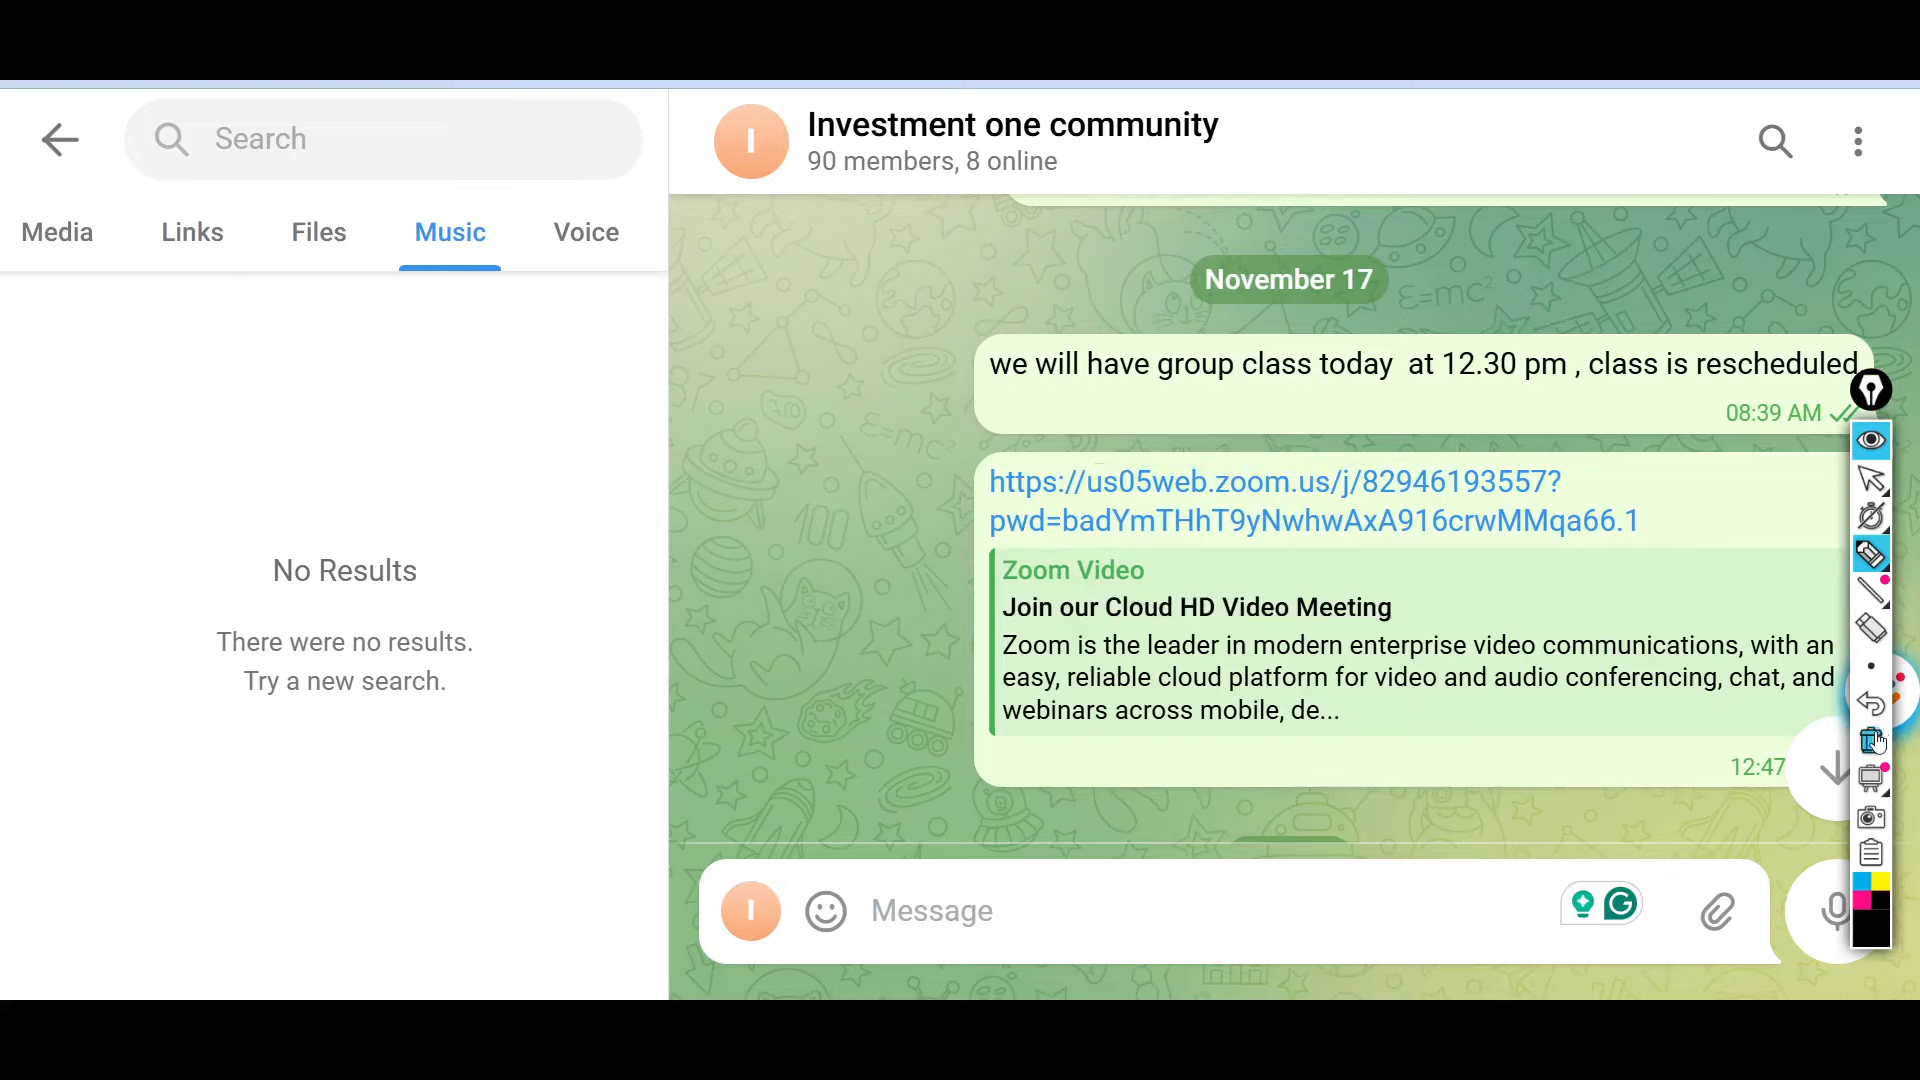 Search
Media Links Files Music Voice
No Results
There were no results.
Try a new search.
I
Investment one community
90 members, 8 online
November 17
we will have group class today  at 12.30 pm , class is rescheduled
08:39 AM
https://us05web.zoom.us/j/82946193557?
pwd=badYmTHhT9yNwhwAxA916crwMMqa66.1
Zoom Video
Join our Cloud HD Video Meeting
Zoom is the leader in modern enterprise video communications, with an
easy, reliable cloud platform for video and audio conferencing, chat, and
webinars across mobile, de...
12:47
I
Message